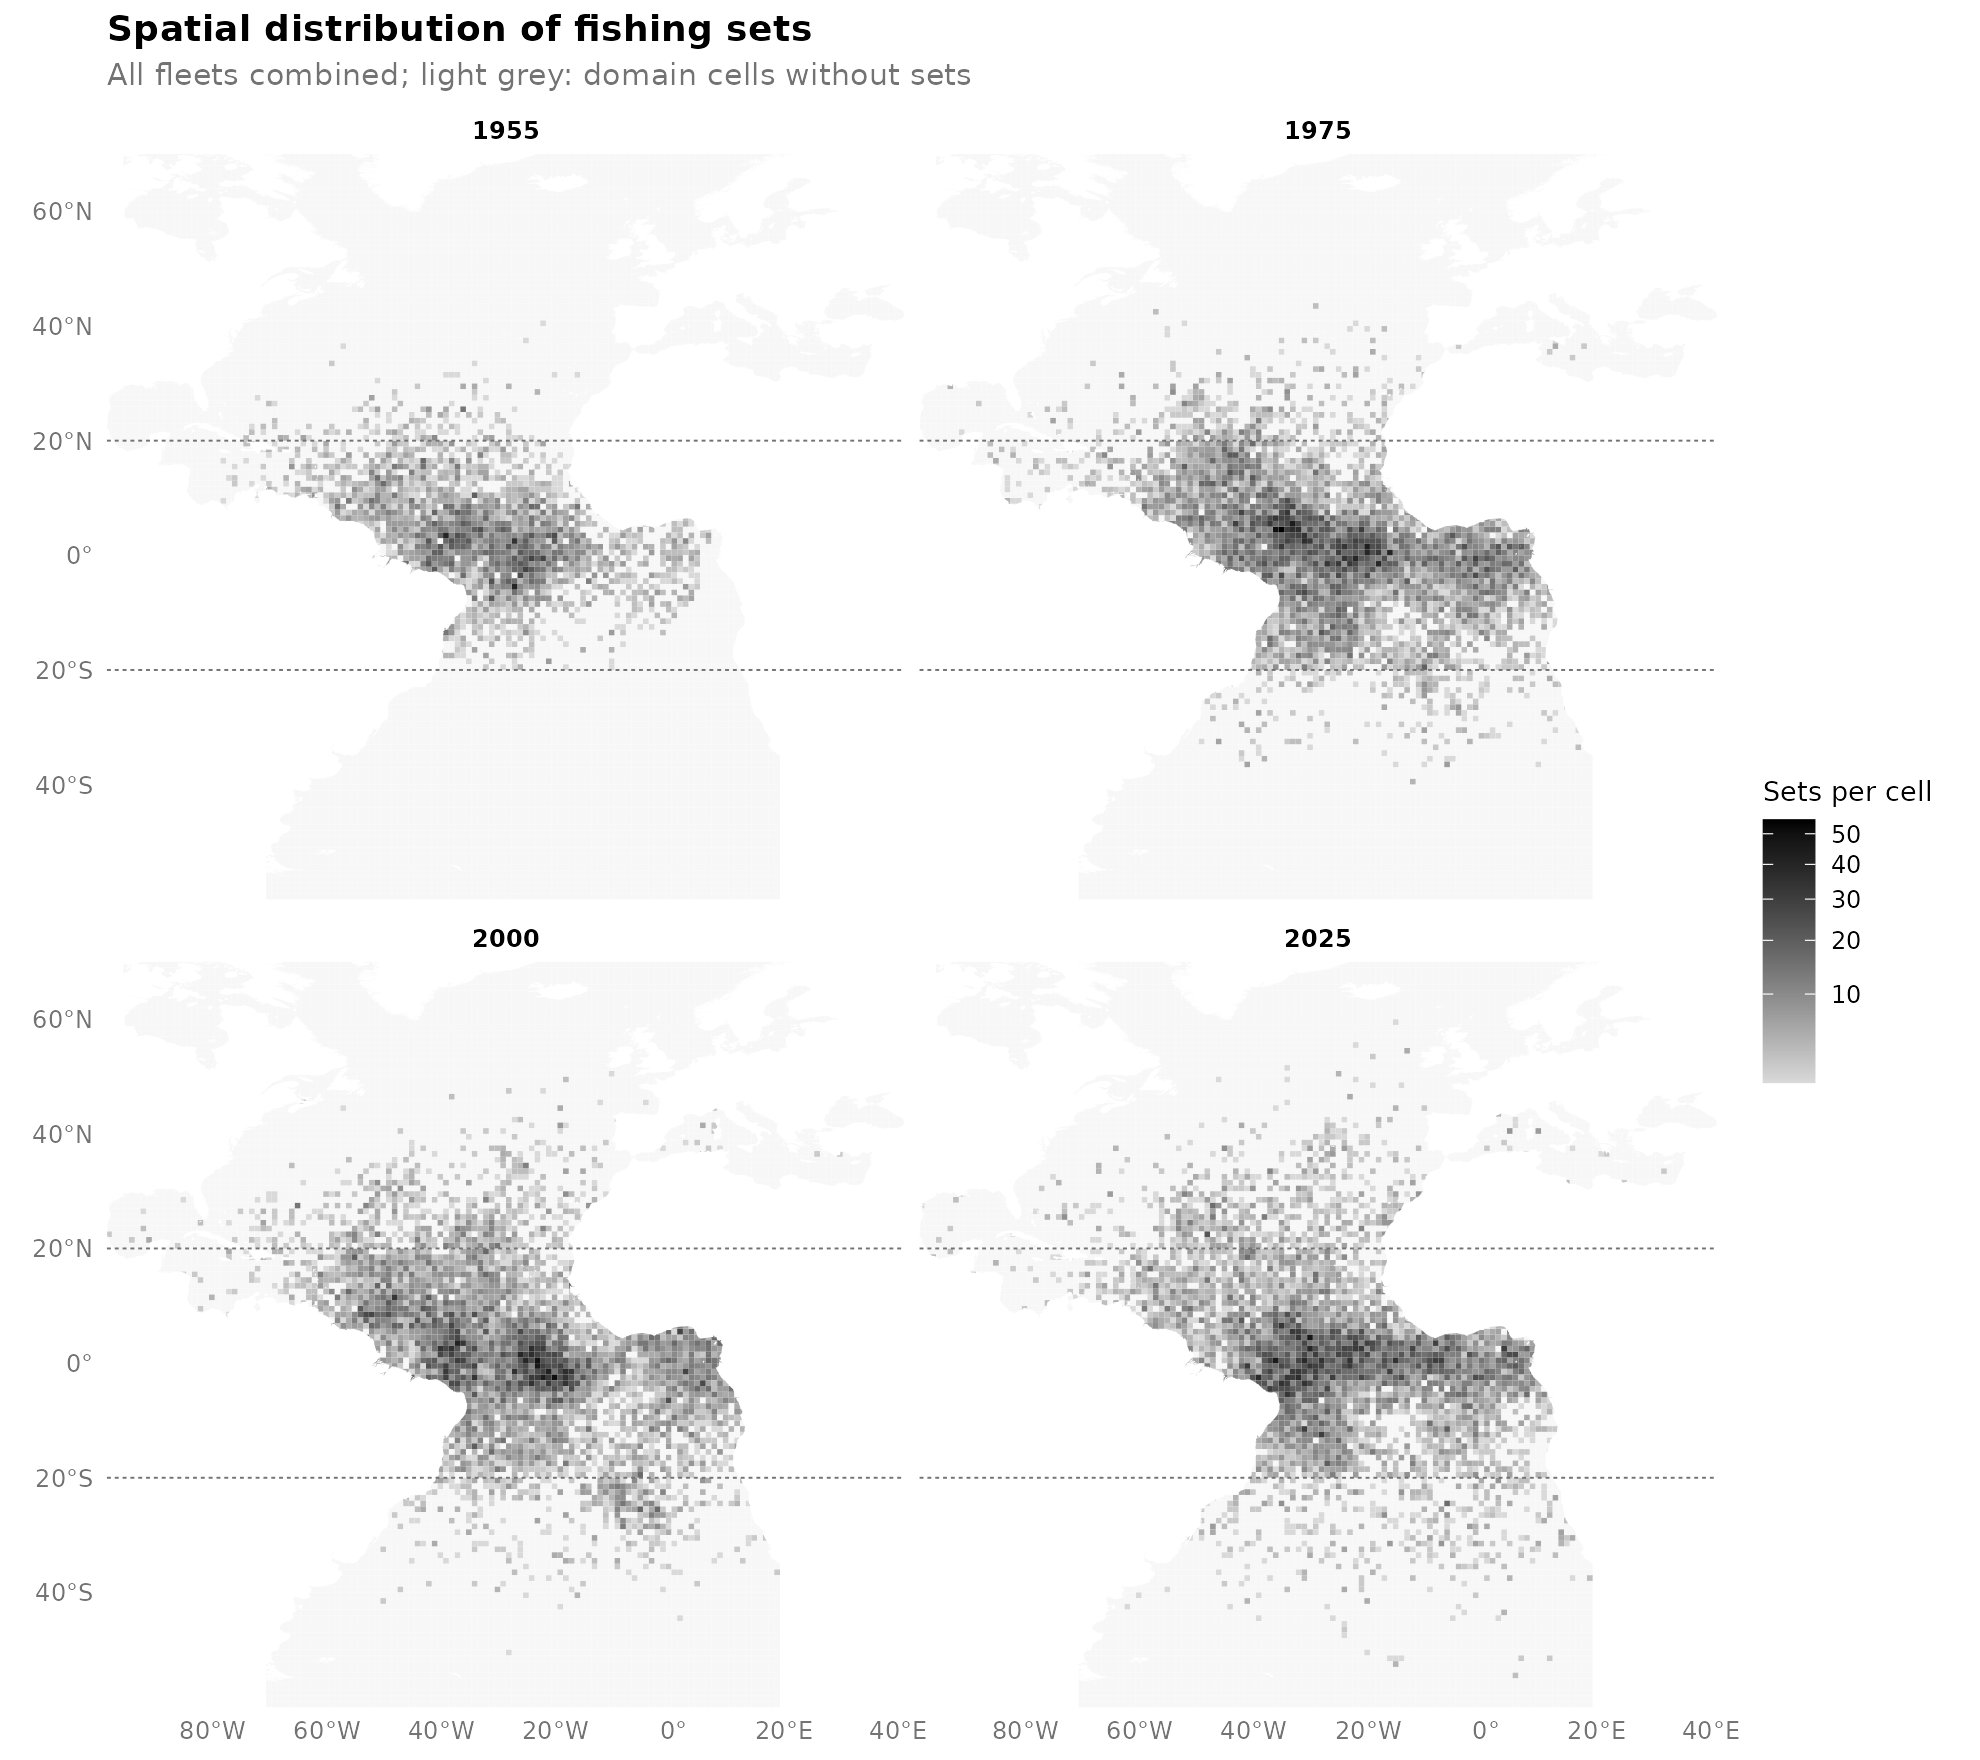 Spatial distribution of fishing sets
All fleets combined; light grey: domain cells without sets
1955
1975
60°N
40°N
20°N
0°
20°S
40°S
Sets per cell
50
40
30
20
10
2000
2025
60°N
40°N
20°N
0°
20°S
40°S
80°W 60°W 40°W 20°W 0° 20°E 40°E
80°W 60°W 40°W 20°W 0° 20°E 40°E